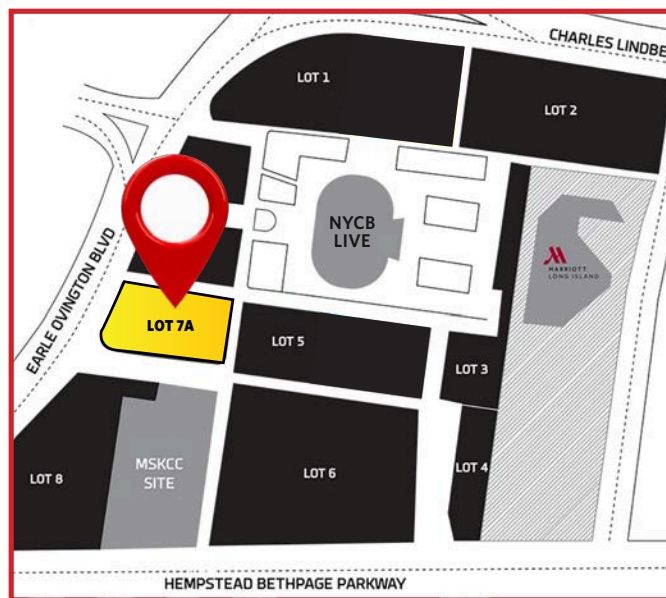 CHARLES LINDBE
LOT 1
LOT 2
NYCB
LIVE
MARRIOTT
LONG ISLAND
EARLE OVINGTON BLVD
LOT 7A
LOT 5
LOT 3
LOT 8
MSKCC
SITE
LOT 6
LOT 4
HEMPSTEAD BETHPAGE PARKWAY